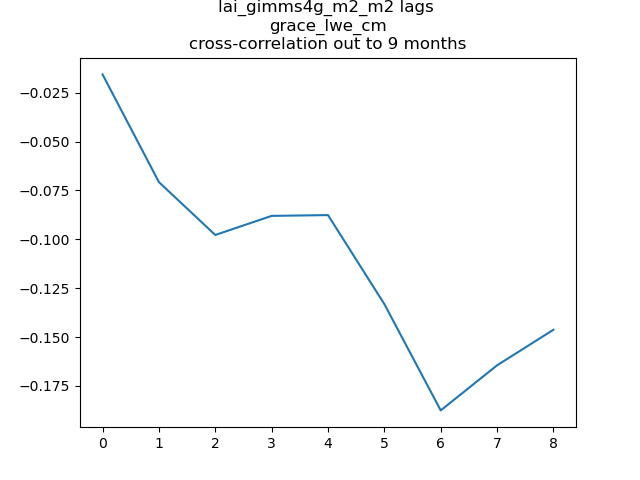 lai_gimms4g_m2_m2 lags
grace_lwe_cm
cross-correlation out to 9 months
−0.025
−0.050
−0.075
−0.100
−0.125
−0.150
−0.175
0 1 2 3 4 5 6 7 8